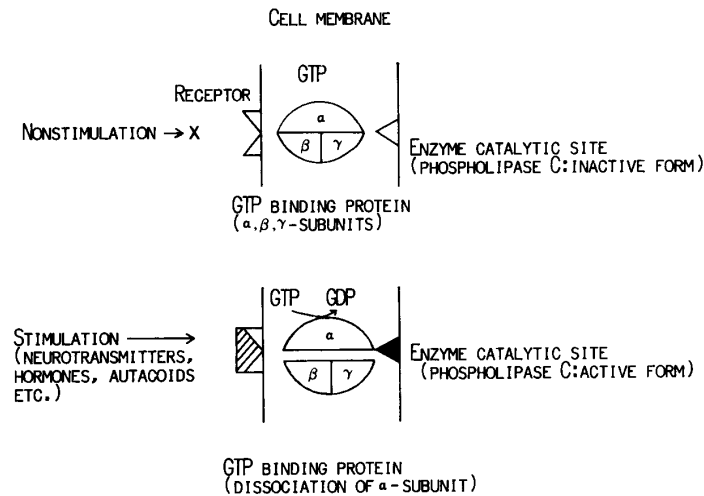 CELL MEMBRANE
GTP
RECEPTOR
α
NONSTIMULATION → X
β γ
ENZYME CATALYTIC SITE
(PHOSPHOLIPASE C:INACTIVE FORM)
GTP BINDING PROTEIN
(α,β,γ-SUBUNITS)
GTP GDP
α
STIMULATION →
(NEUROTRANSMITTERS,
HORMONES, AUTACOIDS
ETC.)
β γ
ENZYME CATALYTIC SITE
(PHOSPHOLIPASE C:ACTIVE FORM)
GTP BINDING PROTEIN
(DISSOCIATION OF α-SUBUNIT)